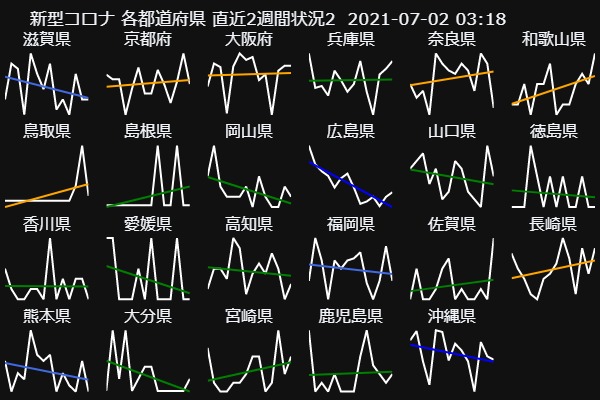 新型コロナ 各都道府県 直近2週間状況2 2021-07-02 03:18
滋賀県 京都府 大阪府 兵庫県 奈良県 和歌山県
鳥取県 島根県 岡山県 広島県 山口県 徳島県
香川県 愛媛県 高知県 福岡県 佐賀県 長崎県
熊本県 大分県 宮崎県 鹿児島県 沖縄県